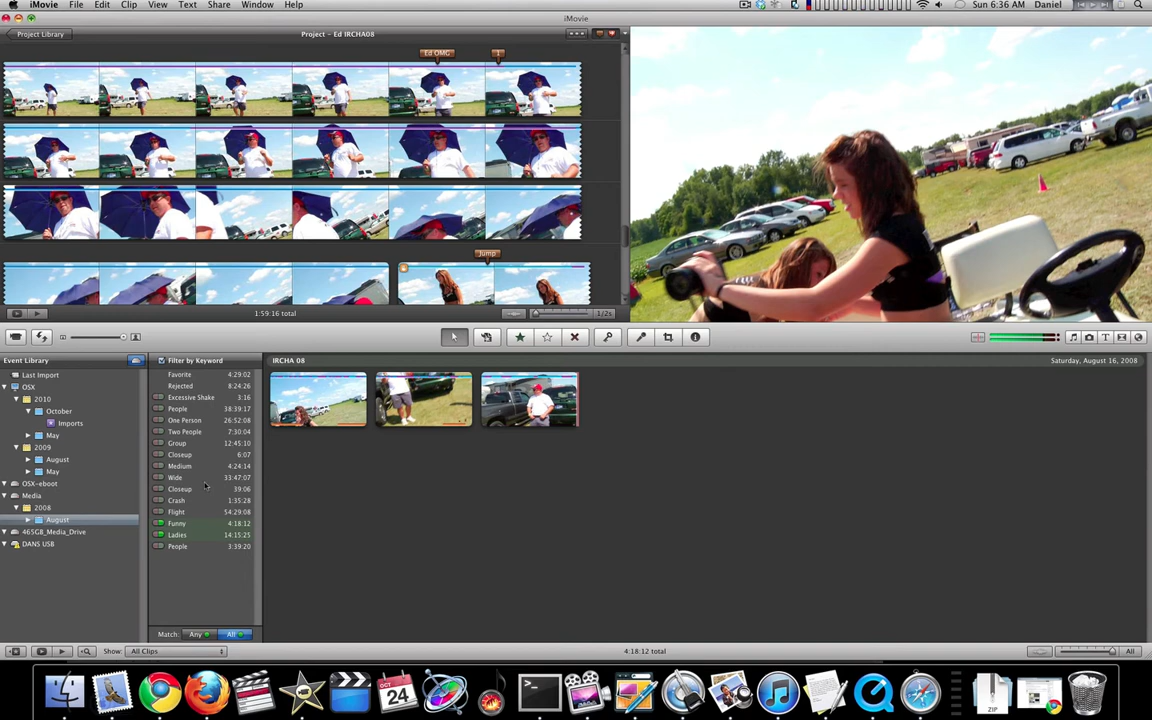 iMovie File Edit Clip View Text Share Window Help
Sun 6:36 AM Daniel
iMovie
Project Library
Project - Ed IRCHA08
Ed OMG
1
Jump
1:59:16 total
1/2s
Event Library
Last Import
OSX
2010
October
Imports
May
2009
August
May
OSX-eboot
Media
2008
August
465GB_Media_Drive
DANS USB
Filter by Keyword
Favorite 4:29:02
Rejected 8:24:26
Excessive Shake 3:16
People 38:39:17
One Person 26:52:08
Two People 7:30:04
Group 12:45:10
Closeup 6:07
Medium 4:24:14
Wide 33:47:07
Closeup 39:06
Crash 1:35:28
Flight 54:29:08
Funny 4:18:12
Ladies 14:15:25
People 3:39:20
Match: Any All
IRCHA 08
Saturday, August 16, 2008
Show: All Clips
4:18:12 total
All
OCT
24
ZIP